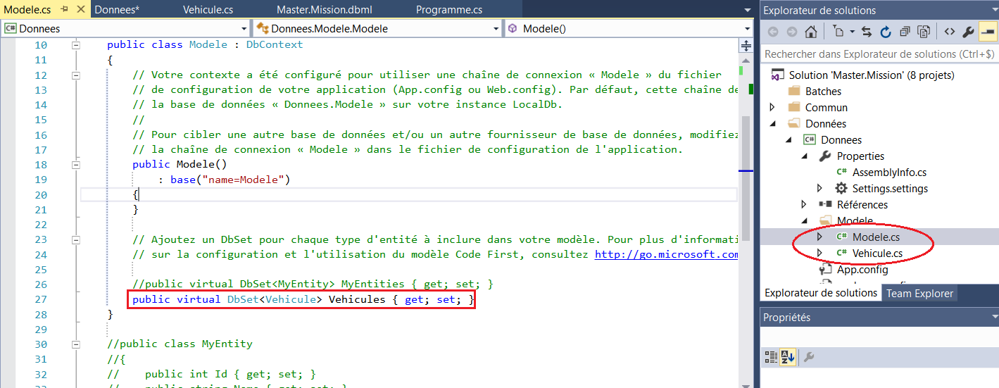 Modele.cs
Donnees*
Vehicule.cs
Master.Mission.dbml
Programme.cs
Donnees
Donnees.Modele.Modele
Modele()
10 public class Modele : DbContext
11 {
12 // Votre contexte a été configuré pour utiliser une chaîne de connexion « Modele » du fichier
13 // de configuration de votre application (App.config ou Web.config). Par défaut, cette chaîne de
14 // la base de données « Donnees.Modele » sur votre instance LocalDb.
15 //
16 // Pour cibler une autre base de données et/ou un autre fournisseur de base de données, modifiez
17 // la chaîne de connexion « Modele » dans le fichier de configuration de l'application.
18 public Modele()
19 : base("name=Modele")
20 {
21 }
22
23 // Ajoutez un DbSet pour chaque type d'entité à inclure dans votre modèle. Pour plus d'informati
24 // sur la configuration et l'utilisation du modèle Code First, consultez http://go.microsoft.com
25
26 //public virtual DbSet<MyEntity> MyEntities { get; set; }
27 public virtual DbSet<Vehicule> Vehicules { get; set; }
28 }
29
30 //public class MyEntity
31 //{
32 // public int Id { get; set; }
33 // public string Name { get; set; }
Explorateur de solutions
Rechercher dans Explorateur de solutions (Ctrl+$)
Solution 'Master.Mission' (8 projets)
Batches
Commun
Données
C# Donnees
Properties
C# AssemblyInfo.cs
Settings.settings
Références
Modele
C# Modele.cs
C# Vehicule.cs
App.config
Explorateur de solutions
Team Explorer
Propriétés